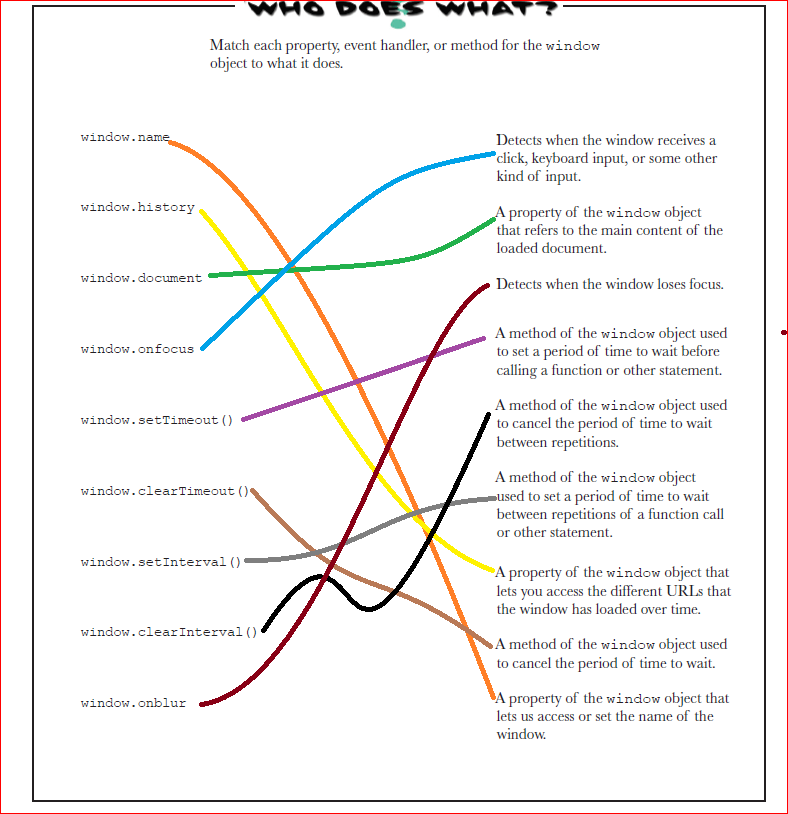 WHO DOES WHAT?
Match each property, event handler, or method for the window
object to what it does.
window.name
window.history
window.document
window.onfocus
window.setTimeout()
window.clearTimeout()
window.setInterval()
window.clearInterval()
window.onblur
Detects when the window receives a
click, keyboard input, or some other
kind of input.
A property of the window object
that refers to the main content of the
loaded document.
Detects when the window loses focus.
A method of the window object used
to set a period of time to wait before
calling a function or other statement.
A method of the window object used
to cancel the period of time to wait
between repetitions.
A method of the window object
used to set a period of time to wait
between repetitions of a function call
or other statement.
A property of the window object that
lets you access the different URLs that
the window has loaded over time.
A method of the window object used
to cancel the period of time to wait.
A property of the window object that
lets us access or set the name of the
window.